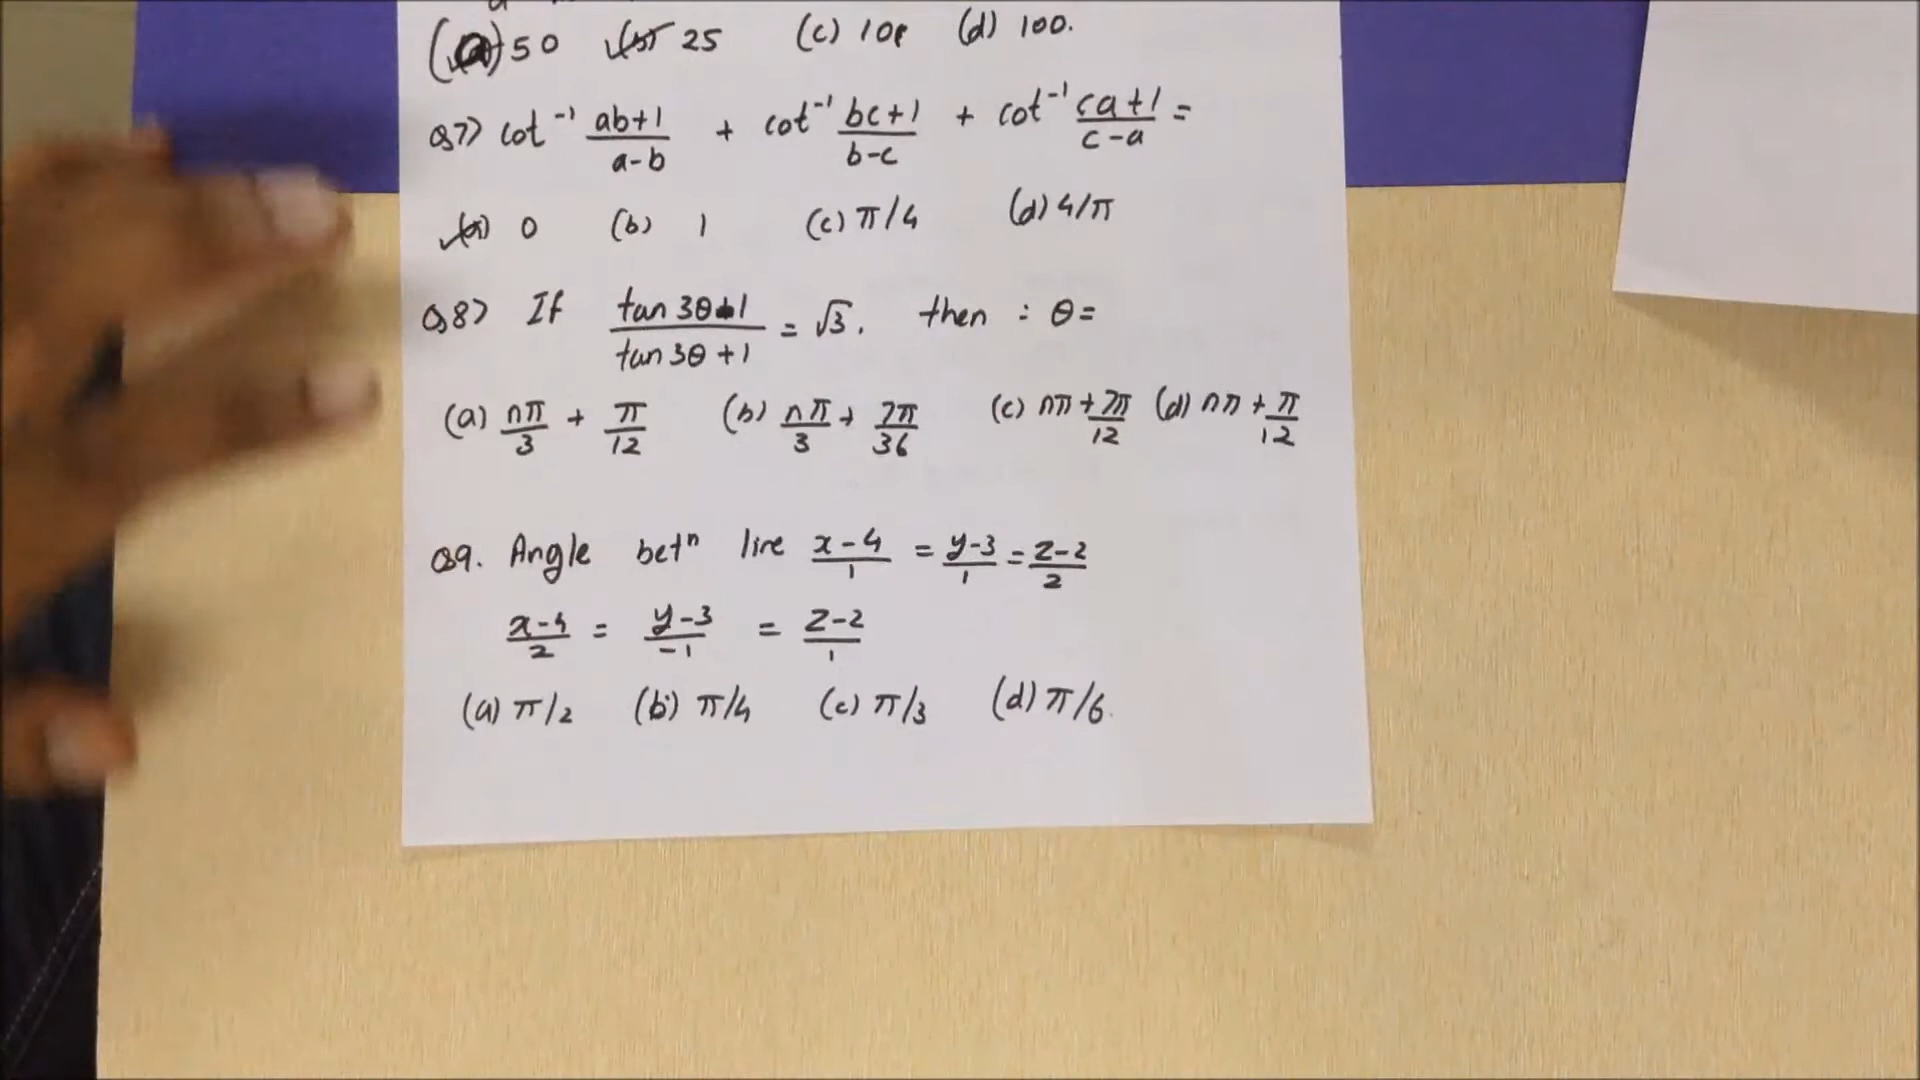 (a) 50 (b) 25 (c) 10 (d) 100.
Q7) cot⁻¹ (ab+1)/(a-b) + cot⁻¹ (bc+1)/(b-c) + cot⁻¹ (ca+1)/(c-a) =
(a) 0 (b) 1 (c) π/4 (d) 4/π
Q8) If (tan 3θ-1)/(tan 3θ+1) = √3. then : θ=
(a) nπ/3 + π/12 (b) nπ/3 + 7π/36 (c) nπ + 7π/12 (d) nπ + π/12
Q9. Angle betⁿ line (x-4)/1 = (y-3)/1 = (z-2)/2
(x-4)/2 = (y-3)/-1 = (z-2)/1
(a) π/2 (b) π/4 (c) π/3 (d) π/6.